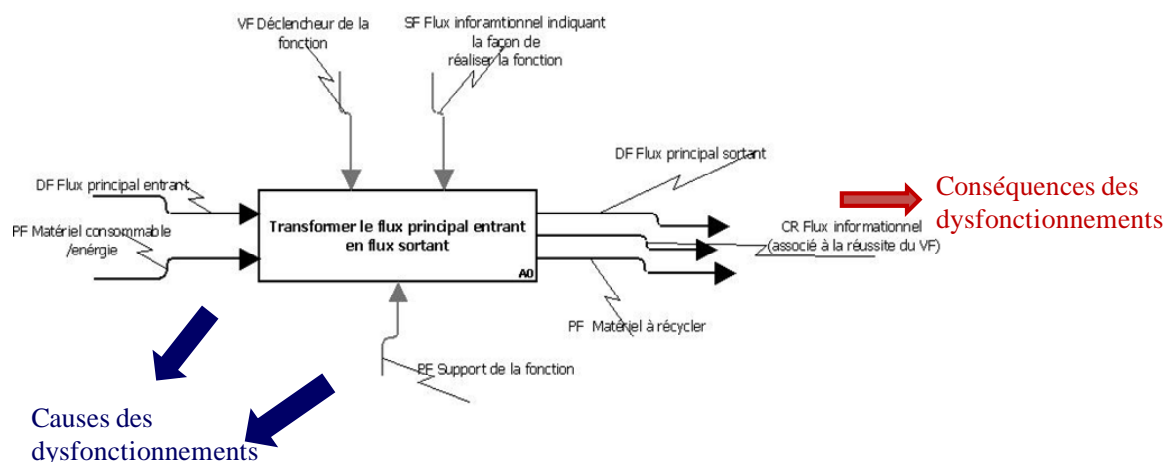 VF Déclencheur de la
fonction
SF Flux inforamtionnel indiquant
la façon de
réaliser la fonction
DF Flux principal entrant
PF Matériel consommable
/energie
Transformer le flux principal entrant
en flux sortant
A0
DF Flux principal sortant
CR Flux informationnel
(associé à la réussite du VF)
PF Matériel à récycler
PF Support de la fonction
Conséquences des
dysfonctionnements
Causes des
dysfonctionnements